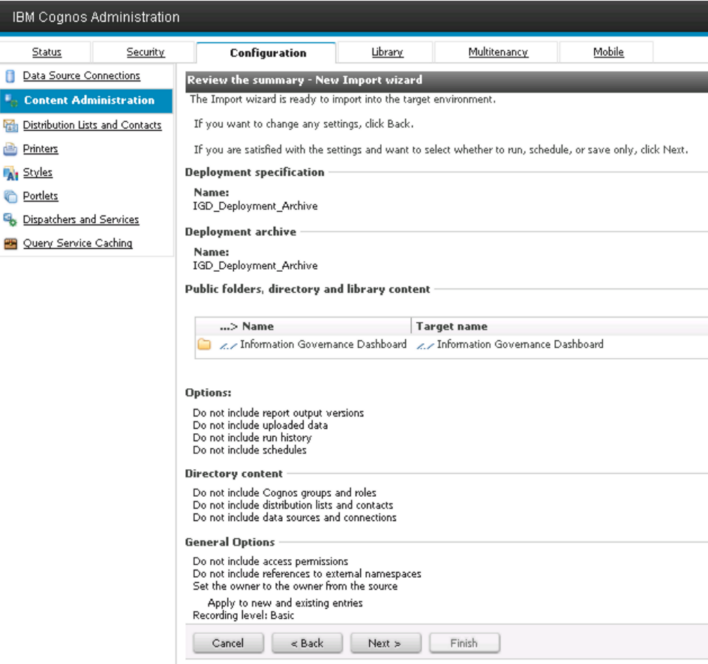 IBM Cognos Administration
Status Security Configuration Library Multitenancy Mobile
Data Source Connections
Content Administration
Distribution Lists and Contacts
Printers
Styles
Portlets
Dispatchers and Services
Query Service Caching
Review the summary - New Import wizard
The Import wizard is ready to import into the target environment.
If you want to change any settings, click Back.
If you are satisfied with the settings and want to select whether to run, schedule, or save only, click Next.
Deployment specification
Name:
IGD_Deployment_Archive
Deployment archive
Name:
IGD_Deployment_Archive
Public folders, directory and library content
...> Name Target name
Information Governance Dashboard Information Governance Dashboard
Options:
Do not include report output versions
Do not include uploaded data
Do not include run history
Do not include schedules
Directory content
Do not include Cognos groups and roles
Do not include distribution lists and contacts
Do not include data sources and connections
General Options
Do not include access permissions
Do not include references to external namespaces
Set the owner to the owner from the source
Apply to new and existing entries
Recording level: Basic
Cancel < Back Next > Finish